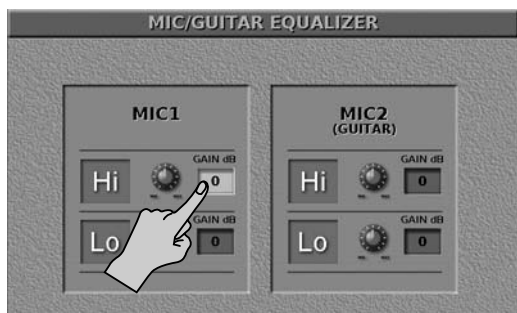 MIC/GUITAR EQUALIZER
MIC1
GAIN dB
Hi
0
GAIN dB
Lo
0
MIC2
(GUITAR)
GAIN dB
Hi
0
GAIN dB
Lo
0